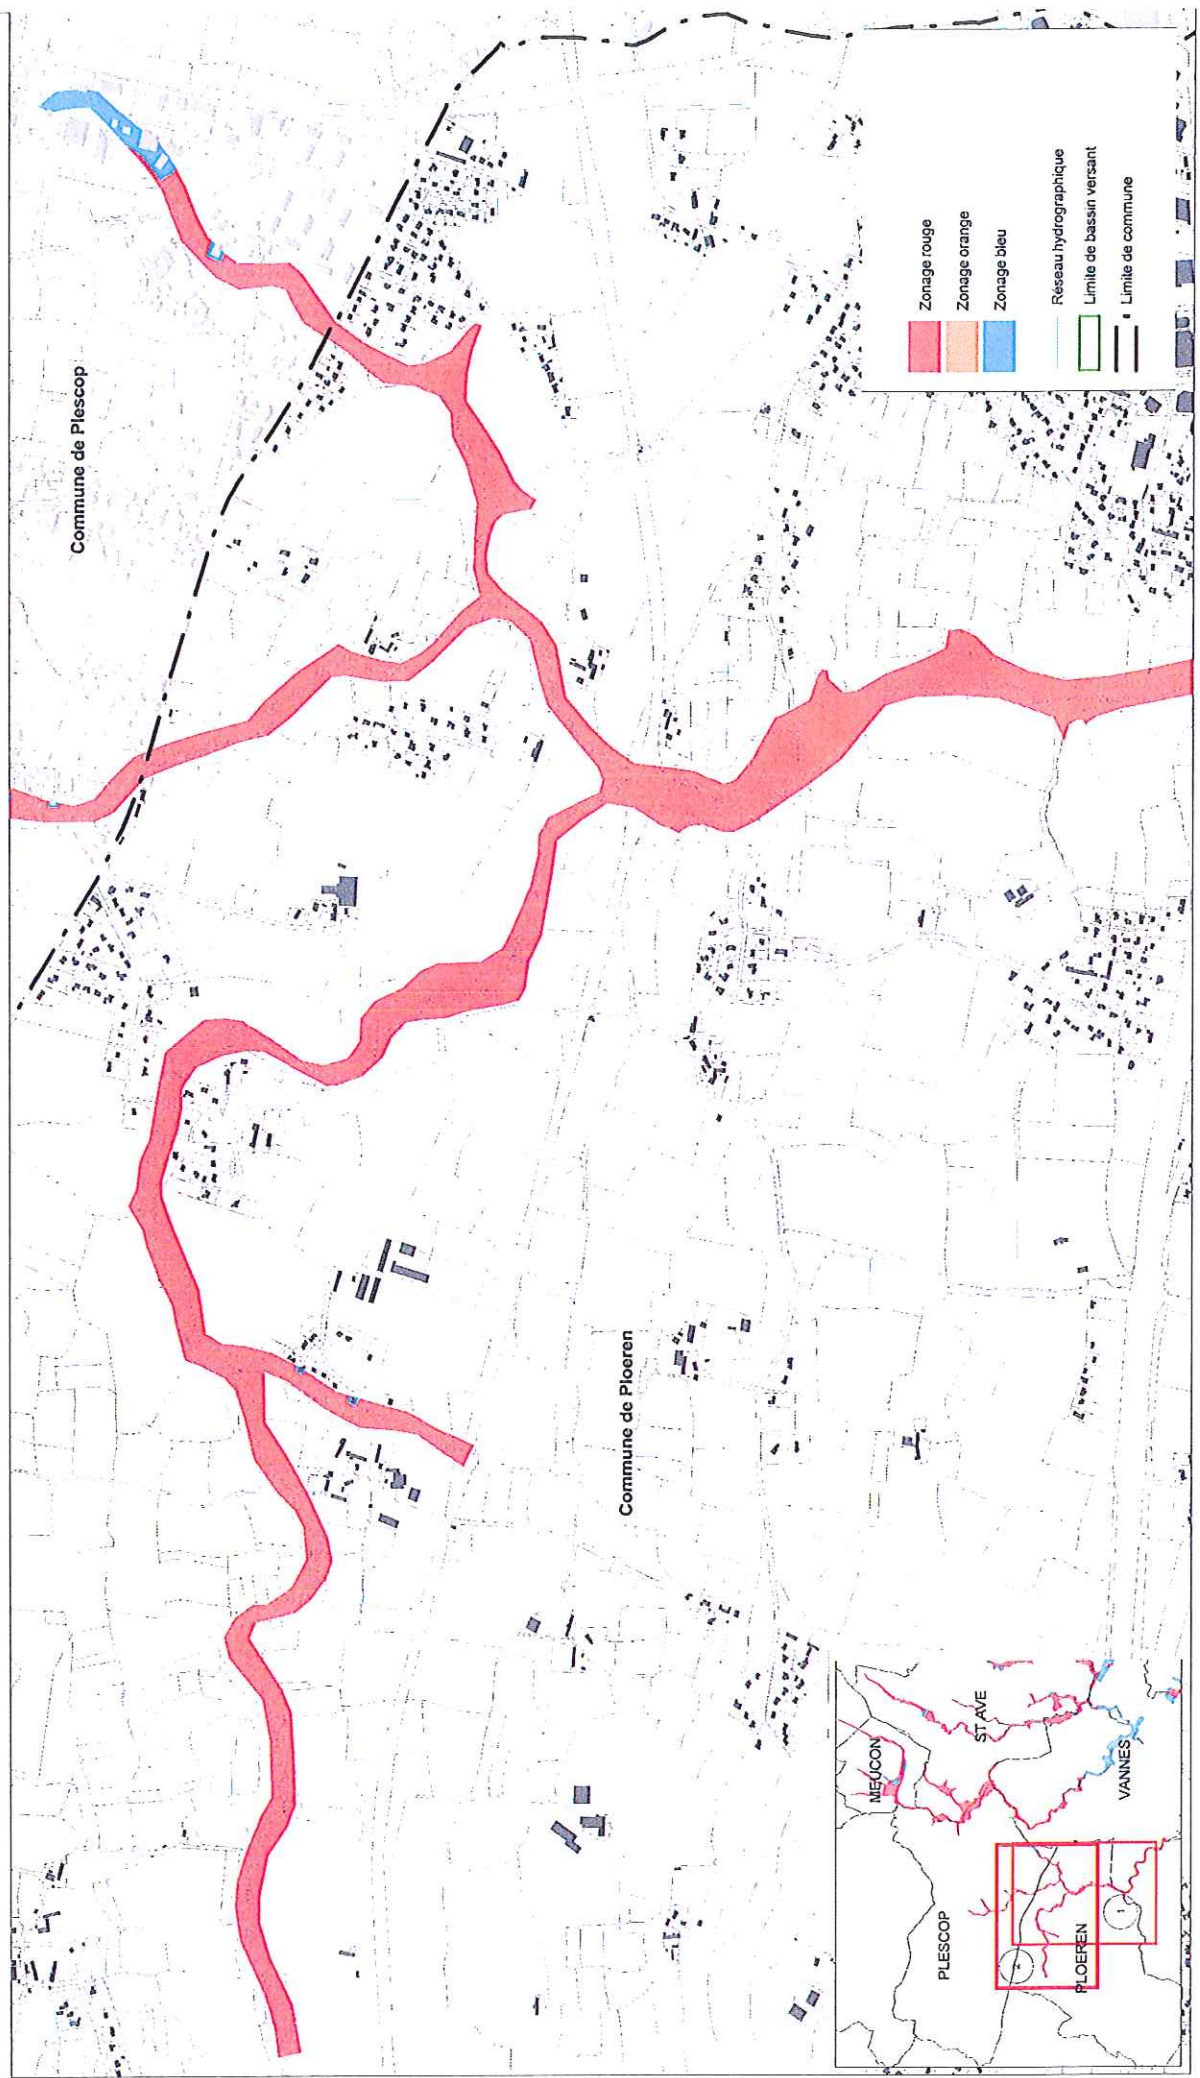 Commune de Plescop
Commune de Ploeren
Zonage rouge
Zonage orange
Zonage bleu
Réseau hydrographique
Limite de bassin versant
Limite de commune
MEUCON
ST AVE
PLESCOP
VANNES
PLOEREN
1